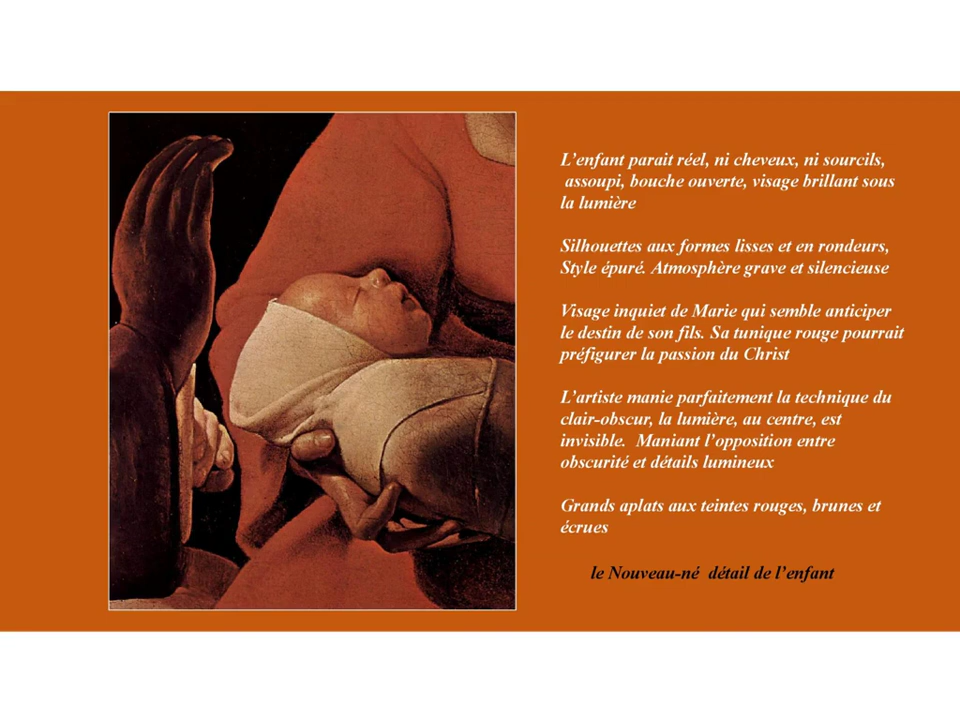 L'enfant parait réel, ni cheveux, ni sourcils,
assoupi, bouche ouverte, visage brillant sous
la lumière
Silhouettes aux formes lisses et en rondeurs,
Style épuré. Atmosphère grave et silencieuse
Visage inquiet de Marie qui semble anticiper
le destin de son fils. Sa tunique rouge pourrait
préfigurer la passion du Christ
L'artiste manie parfaitement la technique du
clair-obscur, la lumière, au centre, est
invisible. Maniant l'opposition entre
obscurité et détails lumineux
Grands aplats aux teintes rouges, brunes et
écrues
le Nouveau-né détail de l'enfant